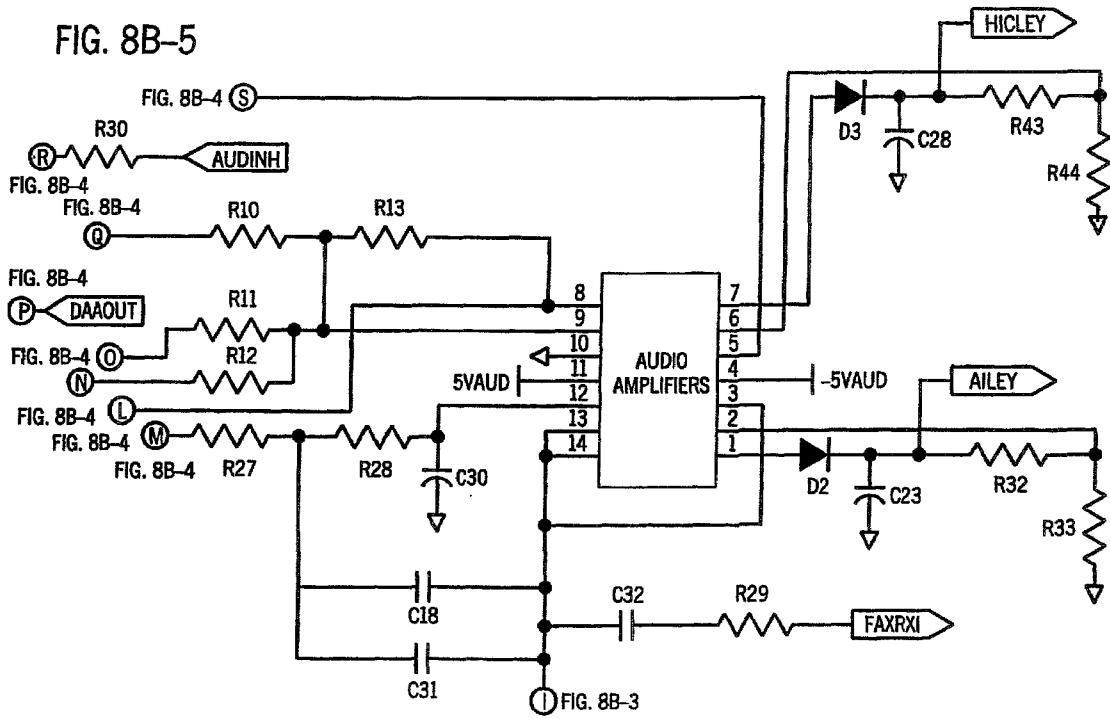 FIG. 8B–5
HICLEY
FIG. 8B–4 S
D3
C28
R43
R44
R30
R
AUDINH
FIG. 8B–4
FIG. 8B–4
Q
R10
R13
FIG. 8B–4
P
DAAOUT
R11
FIG. 8B–4 O
R12
N
FIG. 8B–4 L
FIG. 8B–4 M
FIG. 8B–4
R27
R28
C30
5VAUD
8
9
10
11
12
13
14
AUDIO
AMPLIFIERS
7
6
5
4
3
2
1
–5VAUD
AILEY
D2
C23
R32
R33
C18
C31
C32
R29
FAXRXI
I FIG. 8B–3